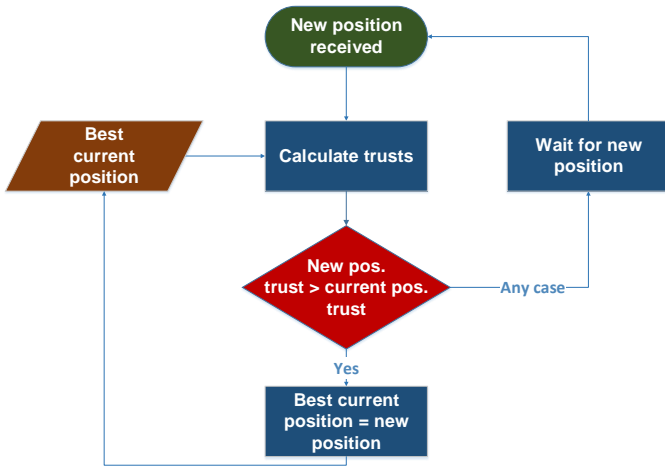 New position
received
Best
current
position
Calculate trusts
Wait for new
position
New pos.
trust > current pos.
trust
Any case
Yes
Best current
position = new
position